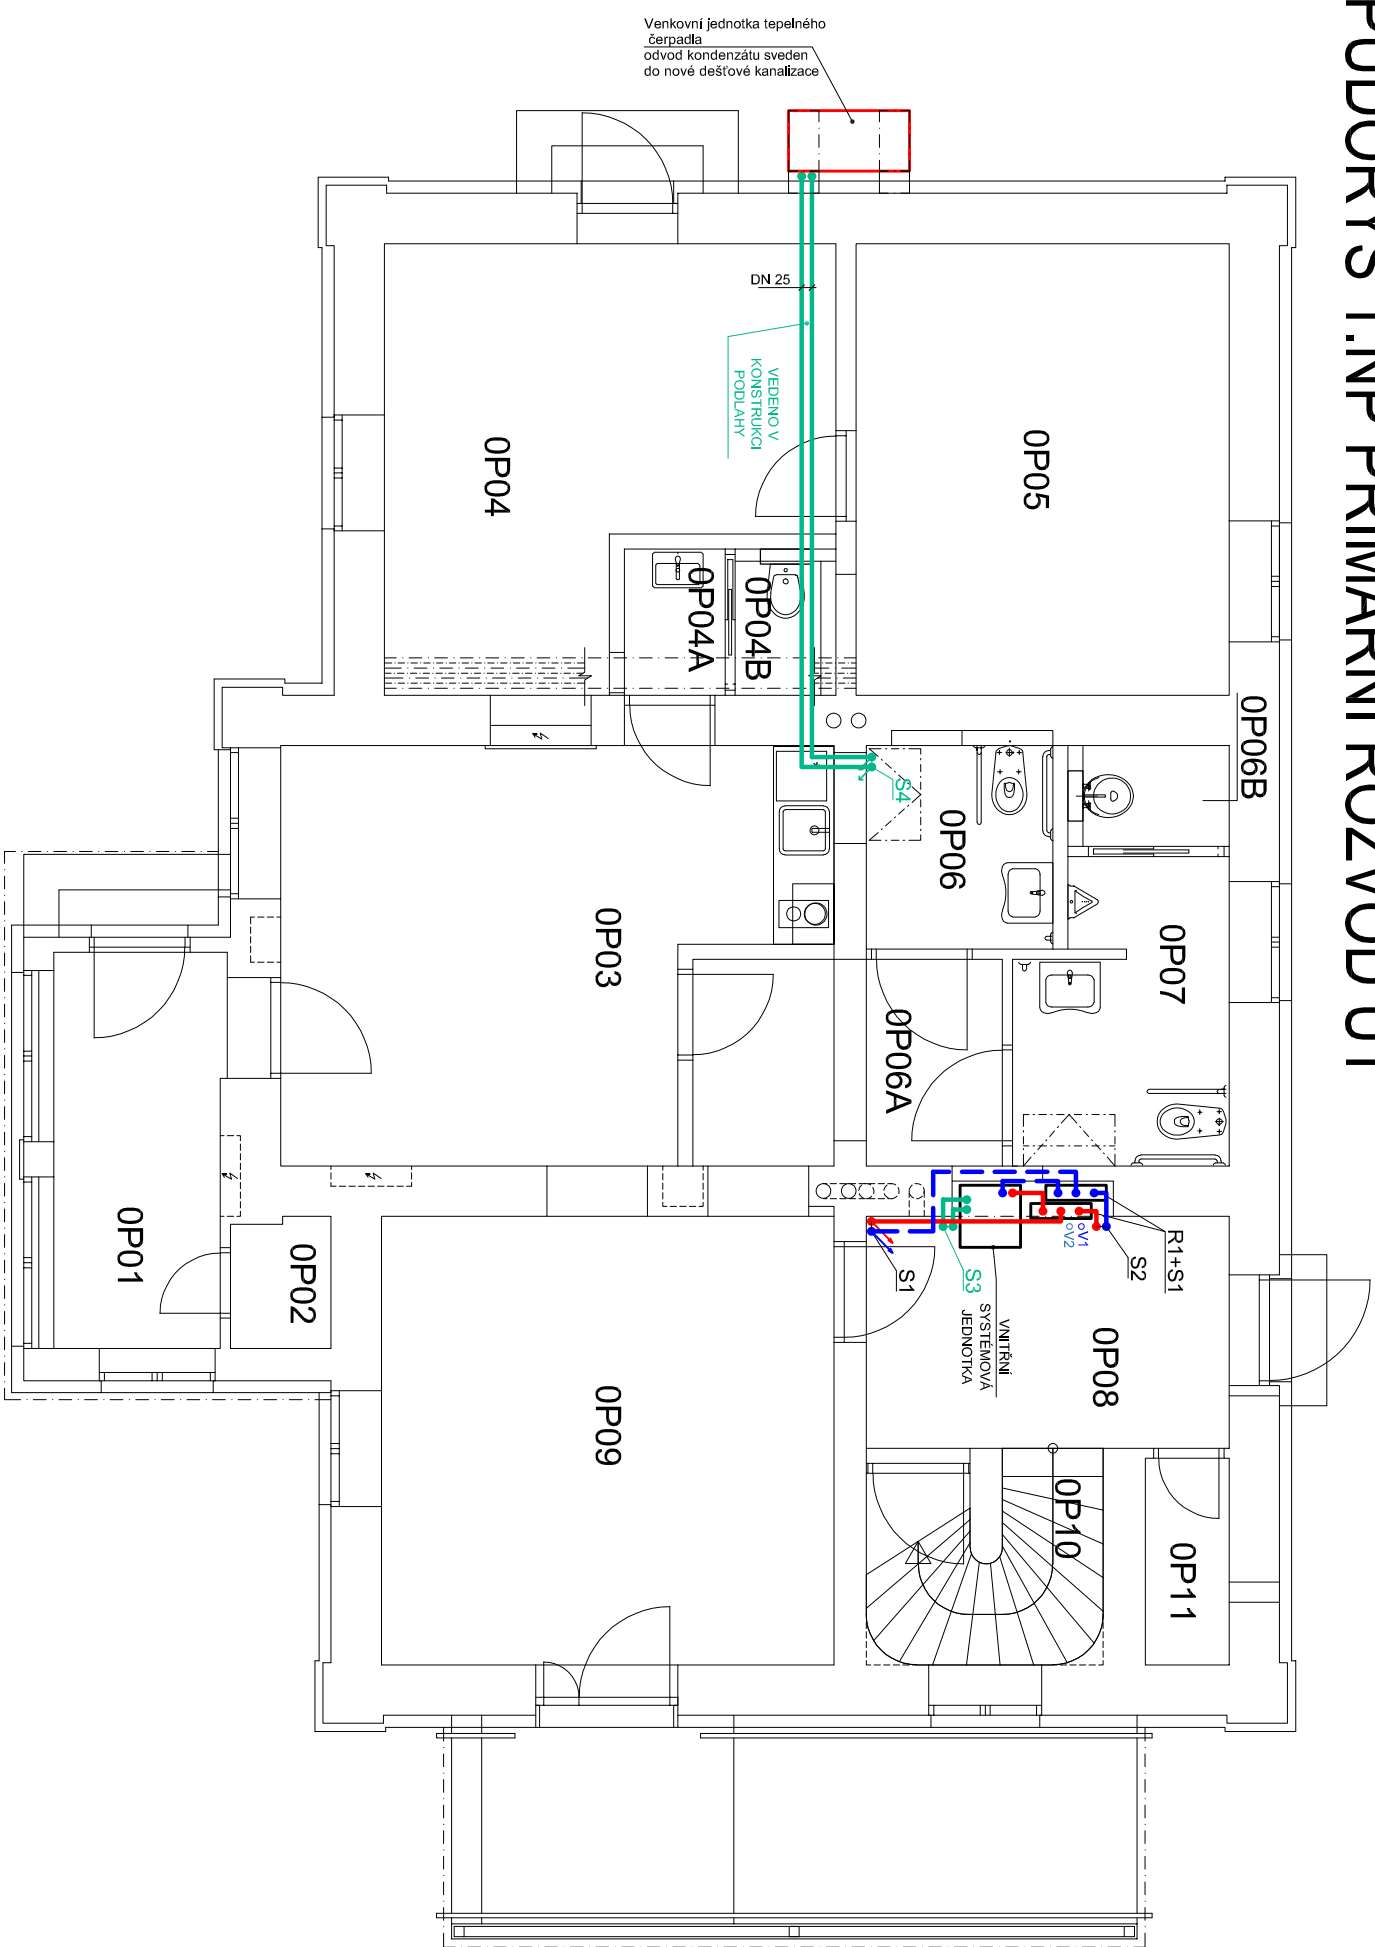 PŮDORYS 1.NP PRIMÁRNÍ ROZVOD ÚT
Venkovní jednotka tepelného
čerpadla
odvod kondenzátu sveden
do nové dešťové kanalizace
DN 25
VEDENO V
KONSTRUKCI
PODLAHY
0P04
0P05
0P04A
0P04B
0P06B
S4
0P06
0P03
0P07
0P06A
0P01
0P02
R1+S1
V1
V2
S2
S3
S1
VNITŘNÍ
SYSTÉMOVÁ
JEDNOTKA
0P08
0P09
0P10
0P11